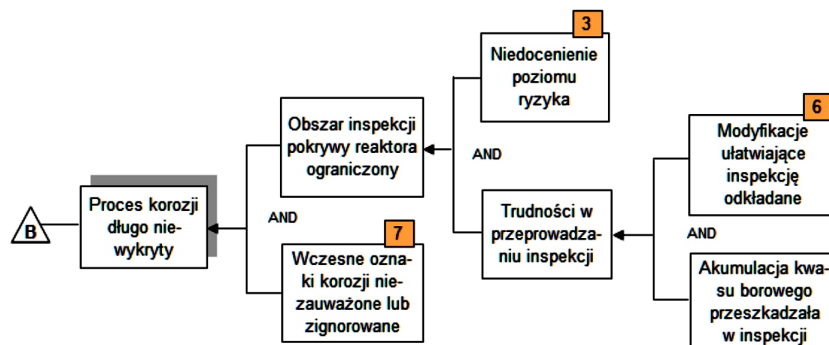 3
Niedocenienie
poziomu
ryzyka
6
Modyfikacje
ułatwiające
inspekcję
odkładane
Obszar inspekcji
pokrywy reaktora
ograniczony
AND
Proces korozji
długo nie-
wykryty
B
AND
7
Wczesne ozna-
ki korozji nie-
zauważone lub
zignorowane
Trudności w
przeprowadza-
niu inspekcji
AND
Akumulacja kwa-
su borowego
przeszkadzała
w inspekcji